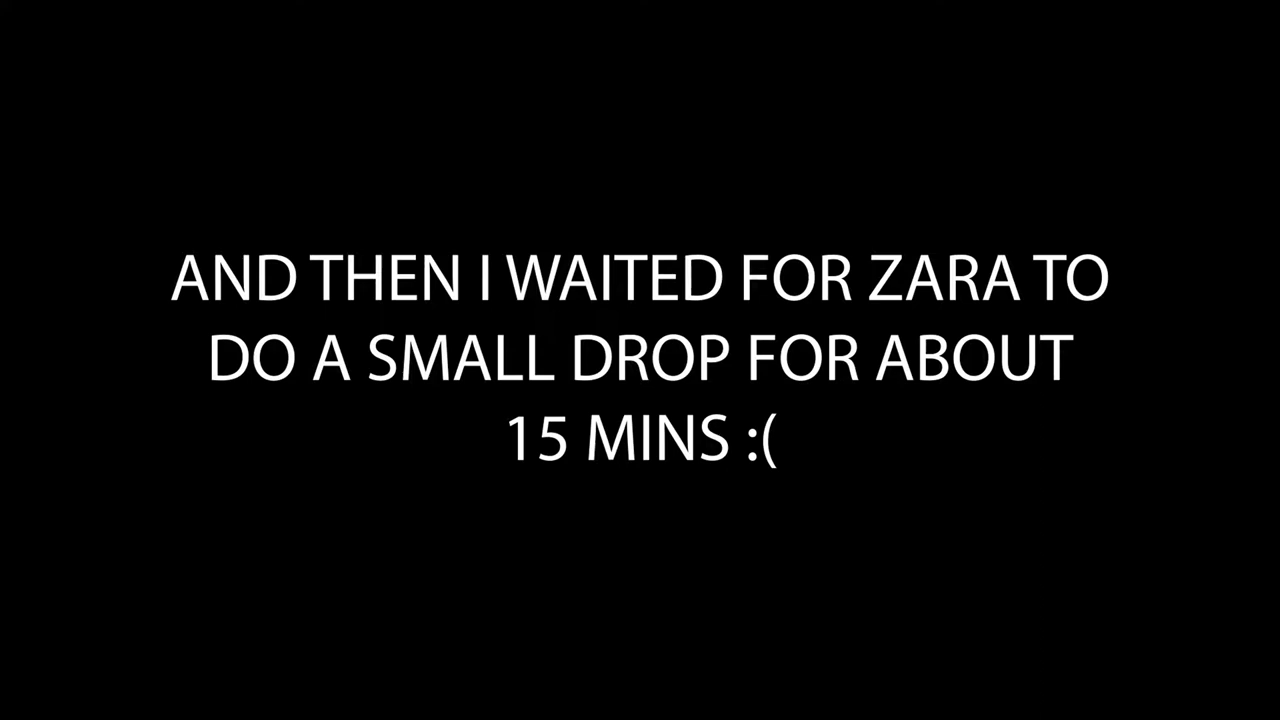 AND THEN I WAITED FOR ZARA TO
DO A SMALL DROP FOR ABOUT
15 MINS :(